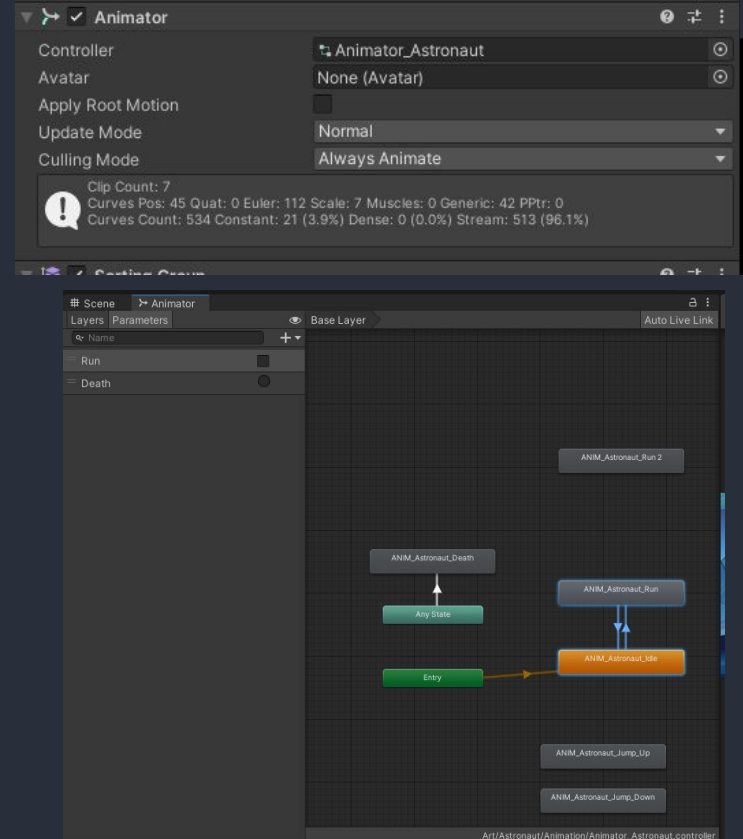 Animator
Controller Animator_Astronaut
Avatar None (Avatar)
Apply Root Motion
Update Mode Normal
Culling Mode Always Animate
Clip Count: 7
Curves Pos: 45 Quat: 0 Euler: 112 Scale: 7 Muscles: 0 Generic: 42 PPtr: 0
Curves Count: 534 Constant: 21 (3.9%) Dense: 0 (0.0%) Stream: 513 (96.1%)
Sorting Group
Scene Animator
Layers Parameters Base Layer Auto Live Link
Name
Run
Death
ANIM_Astronaut_Run 2
ANIM_Astronaut_Death
ANIM_Astronaut_Run
Any State
ANIM_Astronaut_Idle
Entry
ANIM_Astronaut_Jump_Up
ANIM_Astronaut_Jump_Down
Art/Astronaut/Animation/Animator_Astronaut.controller